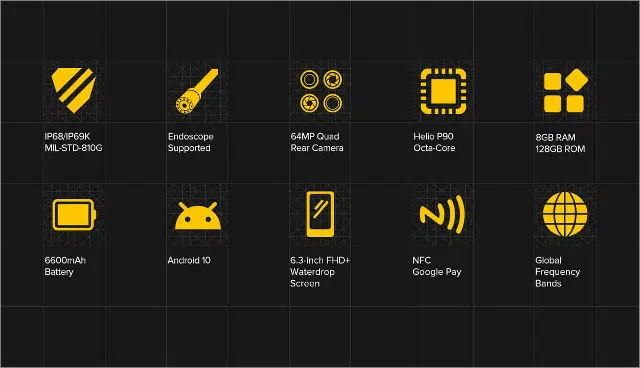 IP68/IP69K
MIL-STD-810G
Endoscope
Supported
64MP Quad
Rear Camera
Helio P90
Octa-Core
8GB RAM
128GB ROM
6600mAh
Battery
Android 10
6.3-inch FHD+
Waterdrop
Screen
NFC
Google Pay
Global
Frequency
Bands